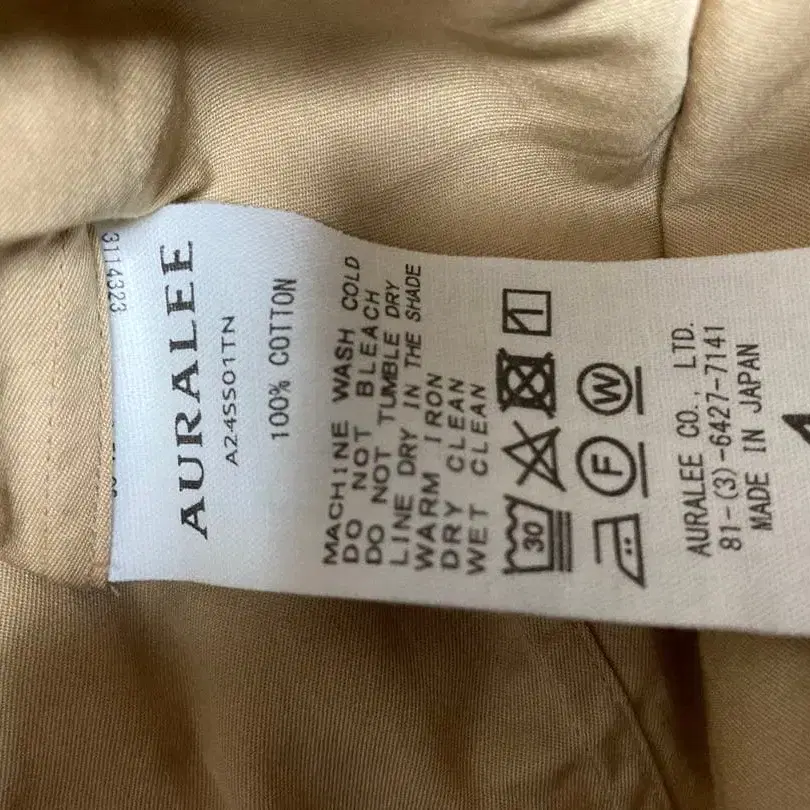 3114323
AURALEE
A24SS01TN
100% COTTON
MACHINE WASH COLD
DO NOT BLEACH
DO NOT TUMBLE DRY
LINE DRY IN THE SHADE
WARM IRON
DRY CLEAN
WET CLEAN
30
F W
AURALEE CO., LTD.
81-(3)-6427-7141
MADE IN JAPAN